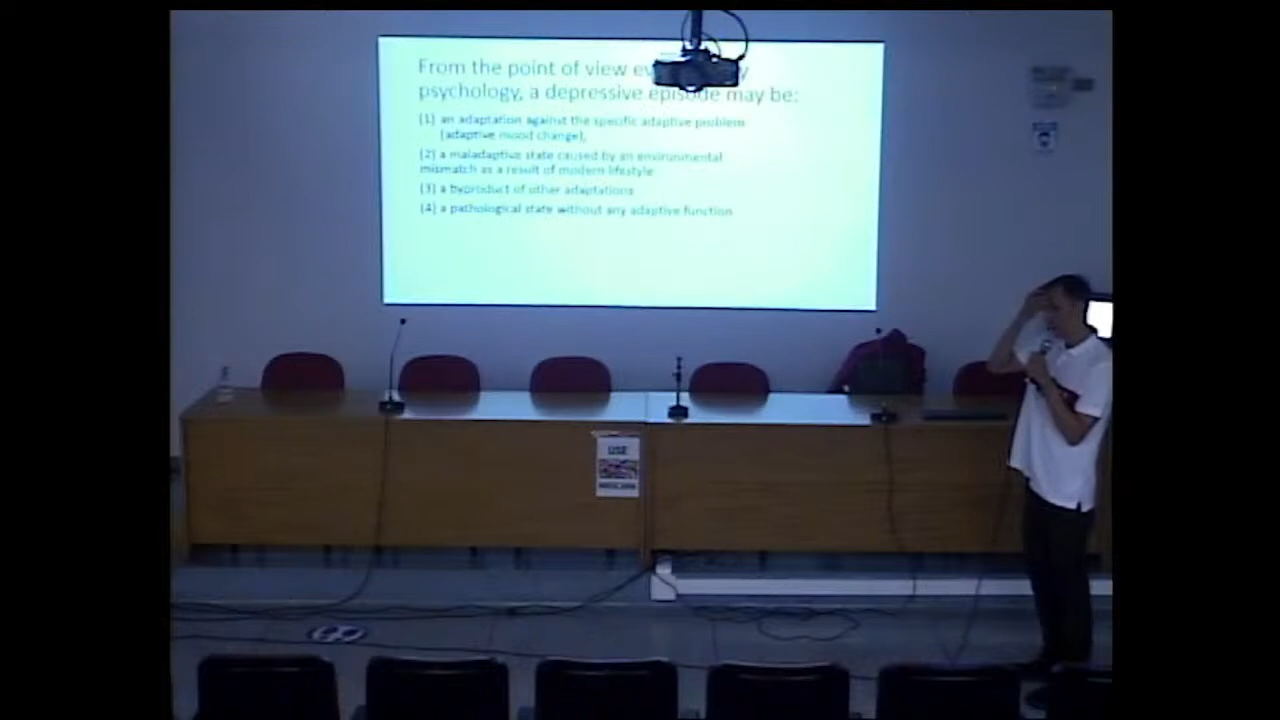 From the point of view
psychology, a depressive episode may be:
(1) an adaptation against the specific adaptive problem
(adaptive mood change),
(2) a maladaptive state caused by an environmental
mismatch as a result of modern lifestyle
(3) a byproduct of other adaptations
(4) a pathological state without any adaptive function
USE